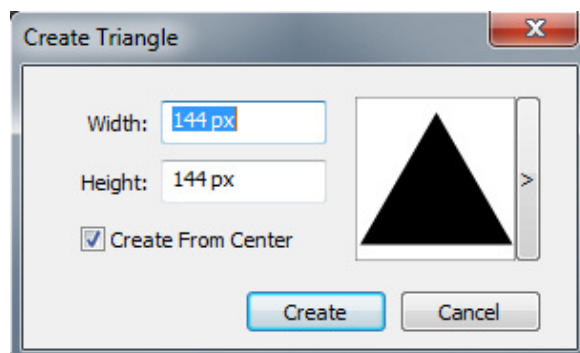 Create Triangle
Width: 144 px
Height: 144 px
Create From Center
>
Create Cancel